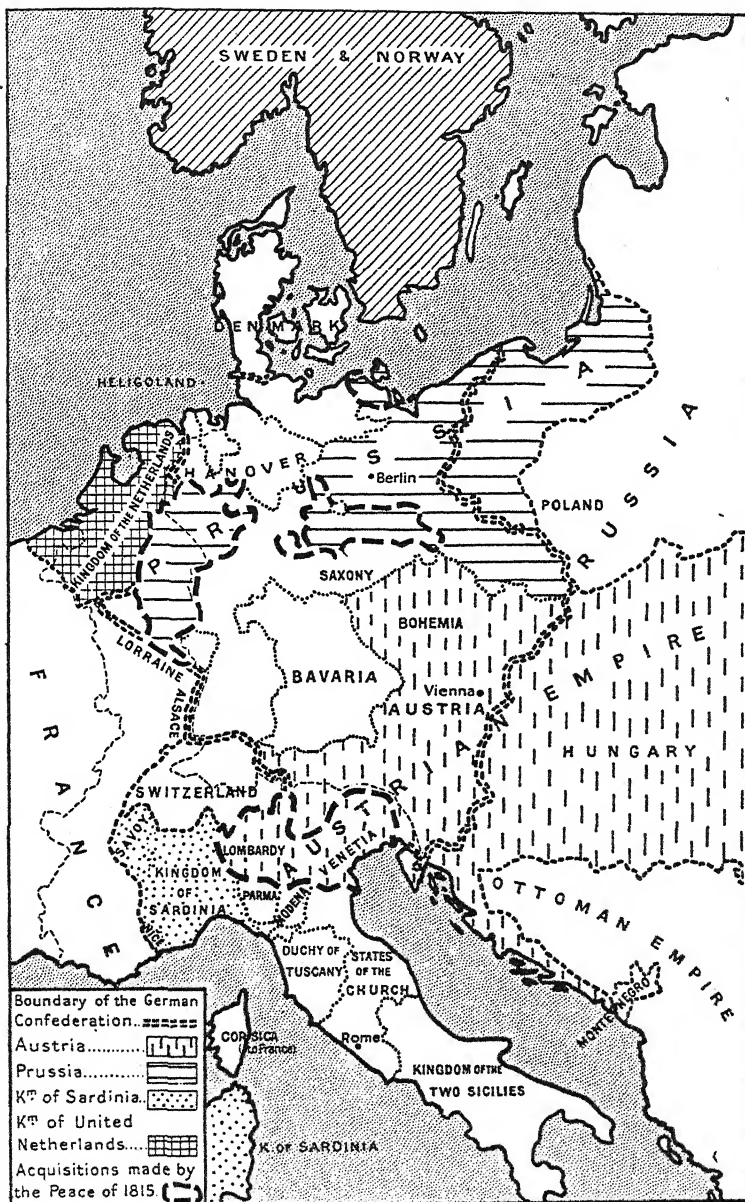 SWEDEN & NORWAY
DENMARK
HELIGOLAND
KINGDOM OF THE NETHERLANDS
HANOVER
PRUSSIA
Berlin
POLAND
RUSSIA
SAXONY
BOHEMIA
LORRAINE
ALSACE
BAVARIA
Vienna
AUSTRIA
AUSTRIAN EMPIRE
HUNGARY
FRANCE
SWITZERLAND
SAVOY
LOMBARDY
VENETIA
KINGDOM
OF
SARDINIA
PARMA
MODENA
NICE
OTTOMAN EMPIRE
MONTENEGRO
DUCHY OF
TUSCANY
STATES
OF THE
CHURCH
CORSICA
(to France)
Rome
KINGDOM OF THE
TWO SICILIES
K. OF SARDINIA
Boundary of the German
Confederation..
Austria..........
Prussia..........
Kᴰᴹ of Sardinia..
Kᴰᴹ of United
Netherlands....
Acquisitions made by
the Peace of 1815.